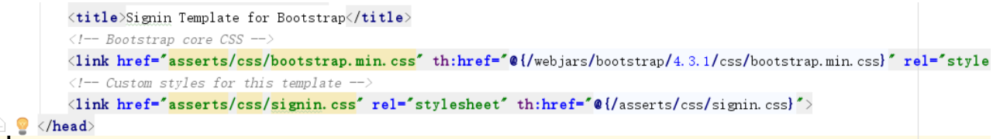 <title>Signin Template for Bootstrap</title>
<!-- Bootstrap core CSS -->
<link href="asserts/css/bootstrap.min.css" th:href="@{/webjars/bootstrap/4.3.1/css/bootstrap.min.css}" rel="style
<!-- Custom styles for this template -->
<link href="asserts/css/signin.css" rel="stylesheet" th:href="@{/asserts/css/signin.css}">
</head>